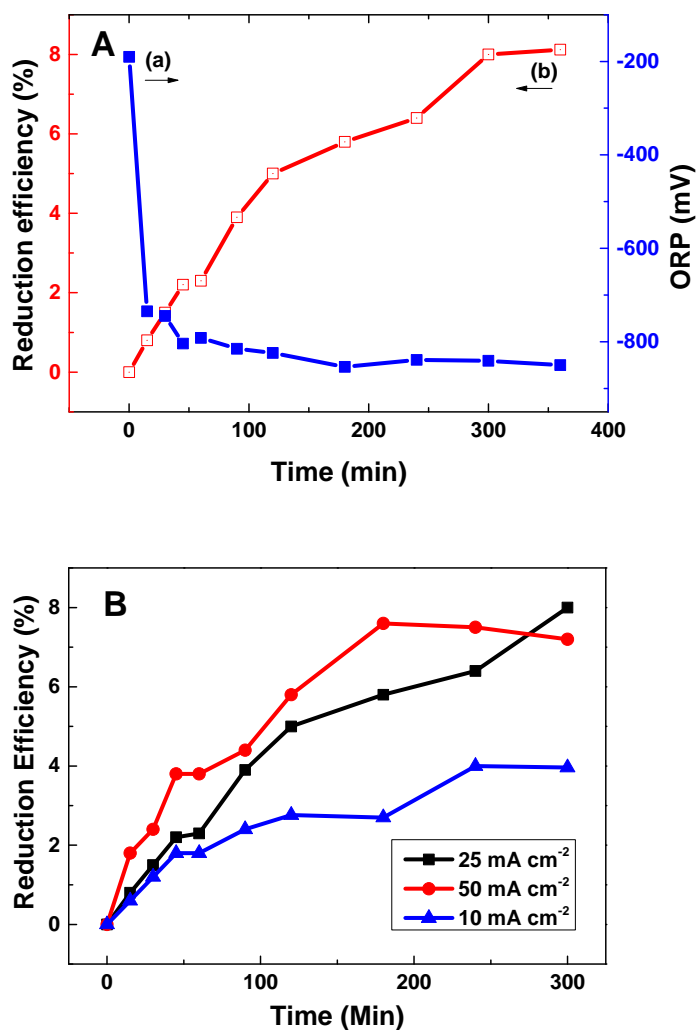 A
(a)
(b)
Reduction efficiency (%)
8
6
4
2
0
-200
-400
-600
-800
ORP (mV)
0 100 200 300 400
Time (min)
B
Reduction Efficiency (%)
8
6
4
2
0
25 mA cm-2
50 mA cm-2
10 mA cm-2
0 100 200 300
Time (Min)